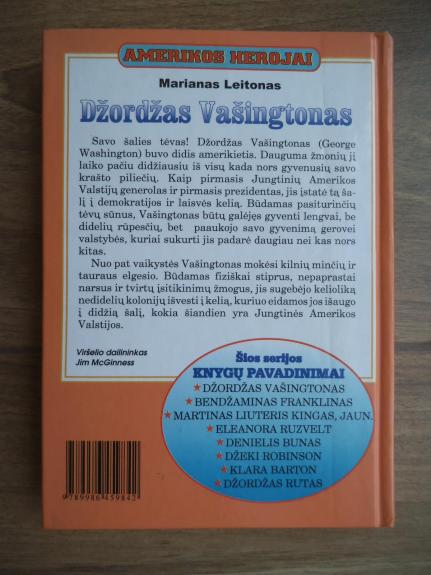 AMERIKOS HEROJAI
Marianas Leitonas
Džordžas Vašingtonas
Savo šalies tėvas! Džordžas Vašingtonas (George
Washington) buvo didis amerikietis. Dauguma žmonių jį
laiko pačiu didžiausiu iš visų kada nors gyvenusių savo
krašto piliečių. Kaip pirmasis Jungtinių Amerikos
Valstijų generolas ir pirmasis prezidentas, jis įstatė tą ša-
lį į demokratijos ir laisvės kelią. Būdamas pasiturinčių
tėvų sūnus, Vašingtonas būtų galėjęs gyventi lengvai, be
didelių rūpesčių, bet paaukojo savo gyvenimą gerovei
valstybės, kuriai sukurti jis padarė daugiau nei kas nors
kitas.
Nuo pat vaikystės Vašingtonas mokėsi kilnių minčių ir
tauraus elgesio. Būdamas fiziškai stiprus, nepaprastai
narsus ir tvirtų įsitikinimų žmogus, jis sugebėjo keliolika
nedidelių kolonijų išvesti į kelią, kuriuo eidamos jos išaugo
į didžią šalį, kokia šiandien yra Jungtinės Amerikos
Valstijos.
Viršelio dailininkas
Jim McGinness
Šios serijos
KNYGŲ PAVADINIMAI
★DŽORDŽAS VAŠINGTONAS
★BENDŽAMINAS FRANKLINAS
★MARTINAS LIUTERIS KINGAS, JAUN.
★ELEANORA RUZVELT
★DENIELIS BUNAS
★DŽEKI ROBINSON
★KLARA BARTON
★DŽORDŽAS RUTAS
9789986459842